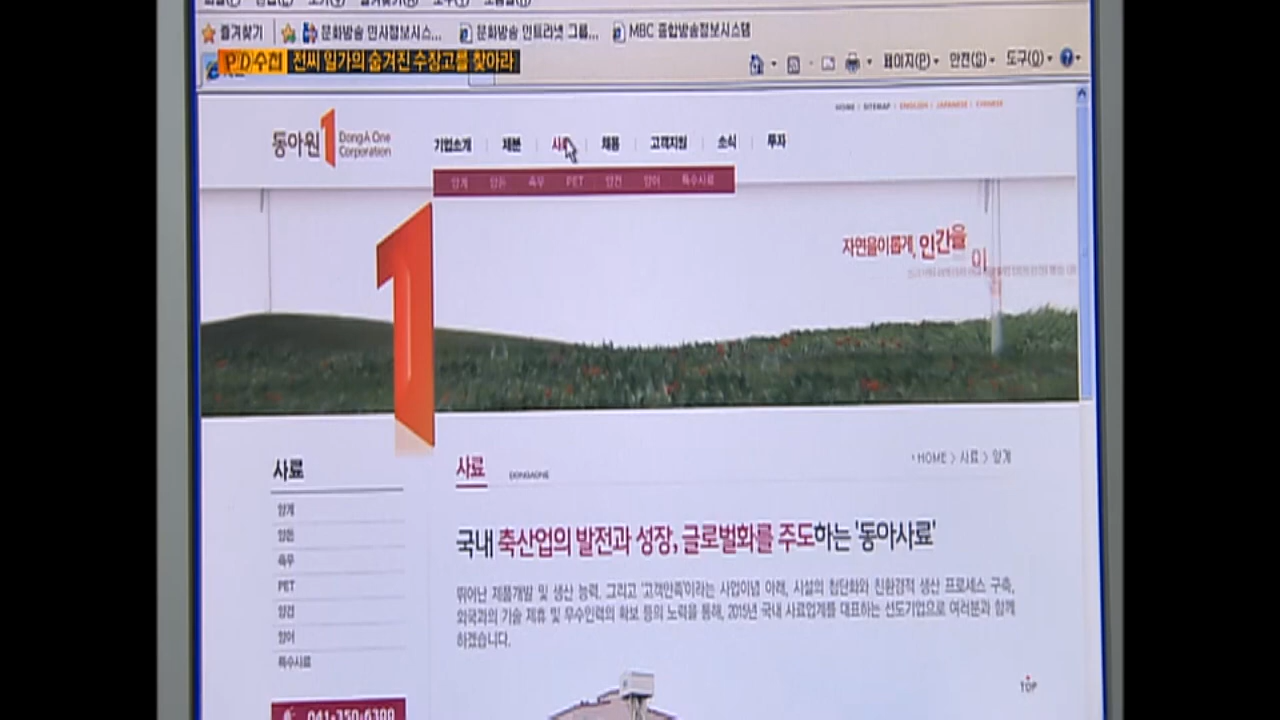 즐겨찾기
문화방송 인사정보시스...
문화방송 인트라넷 그룹...
MBC 종합방송정보시스템
PD수첩 전씨 일가의 숨겨진 수장고를 찾아라
페이지(P) 안전(S) 도구(O)
HOME SITEMAP ENGLISH JAPANESE CHINESE
동아원 1 DongA One Corporation
기업소개 제분 사료 채용 고객지원 소식 투자
양계 양돈 축우 PET 양견 양어 특수사료
자연을이롭게, 인간을
이
1
사료
양계
양돈
축우
PET
양견
양어
특수사료
사료 DONGAONE
HOME > 사료 > 양계
국내 축산업의 발전과 성장, 글로벌화를 주도하는 '동아사료'
뛰어난 제품개발 및 생산 능력, 그리고 '고객만족'이라는 사업이념 아래, 시설의 첨단화와 친환경적 생산 프로세스 구축,
외국과의 기술 제휴 및 우수인력의 확보 등의 노력을 통해, 2015년 국내 사료업계를 대표하는 선도기업으로 여러분과 함께
하겠습니다.
TOP
041-350-6300